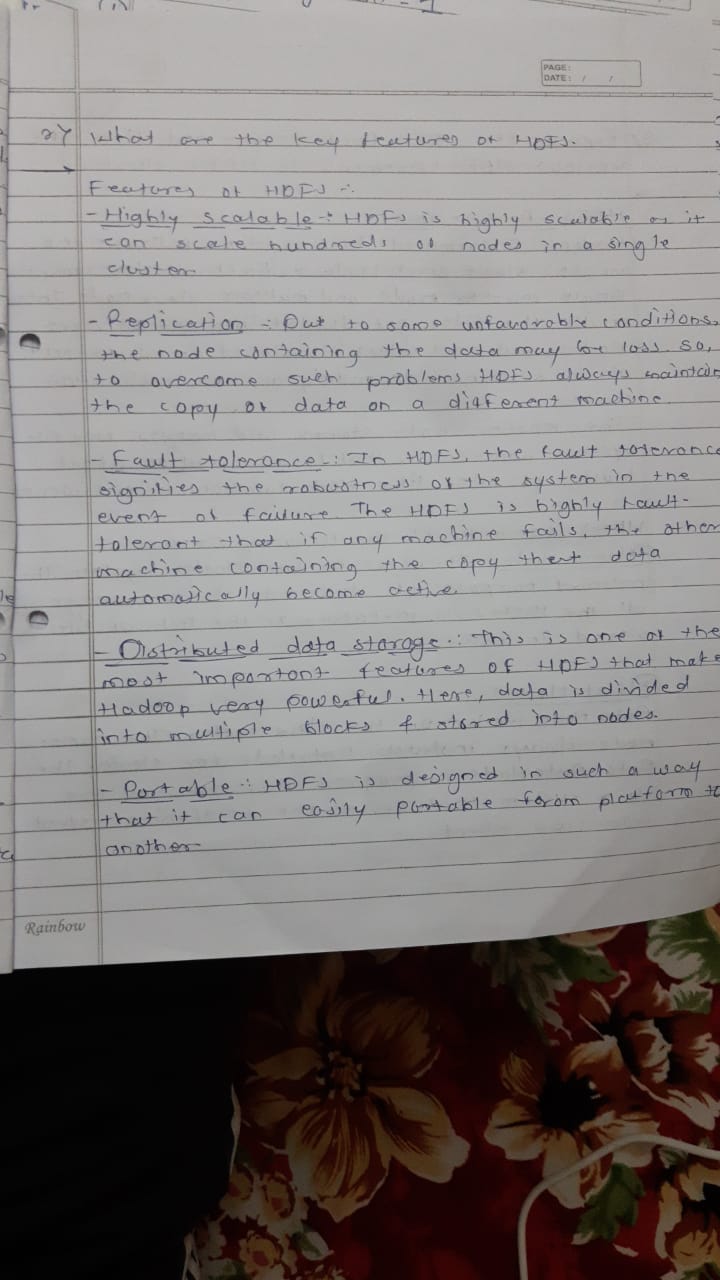 PAGE:
DATE: / /
2) What are the key features of HDFS.
Features of HDFS :-
- Highly scalable :- HDFS is highly scalable as it
can scale hundreds of nodes in a single
cluster
- Replication :- Due to some unfavorable conditions,
the node containing the data may be loss. So,
to overcome such problems HDFS always maintain
the copy of data on a different machine.
- Fault tolerance :- In HDFS, the fault tolerance
signifies the robustness of the system in the
event of failure. The HDFS is highly fault-
tolerant that if any machine fails, the other
machine containing the copy that data
automatically become active.
- Distributed data storage :- This is one of the
most important features of HDFS that make
Hadoop very powerful. Here, data is divided
into multiple blocks & stored into nodes.
- Portable :- HDFS is designed in such a way
that it can easily portable from platform to
another
Rainbow